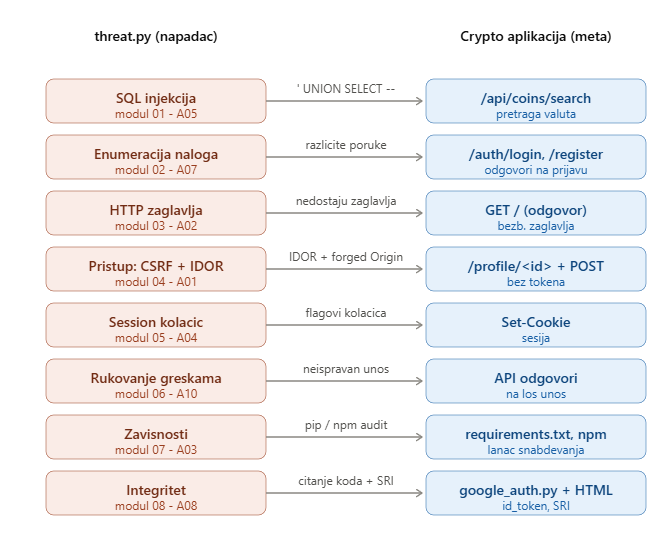 threat.py (napadac)
Crypto aplikacija (meta)
SQL injekcija
modul 01 - A05
' UNION SELECT --
/api/coins/search
pretraga valuta
Enumeracija naloga
modul 02 - A07
razlicite poruke
/auth/login, /register
odgovori na prijavu
HTTP zaglavlja
modul 03 - A02
nedostaju zaglavlja
GET / (odgovor)
bezb. zaglavlja
Pristup: CSRF + IDOR
modul 04 - A01
IDOR + forged Origin
/profile/<id> + POST
bez tokena
Session kolacic
modul 05 - A04
flagovi kolacica
Set-Cookie
sesija
Rukovanje greskama
modul 06 - A10
neispravan unos
API odgovori
na los unos
Zavisnosti
modul 07 - A03
pip / npm audit
requirements.txt, npm
lanac snabdevanja
Integritet
modul 08 - A08
citanje koda + SRI
google_auth.py + HTML
id_token, SRI